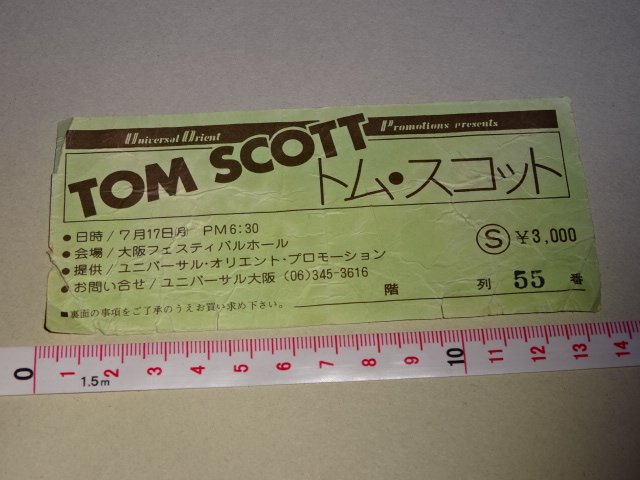 Universal Orient Promotions presents
TOM SCOTT
トム・スコット
●日時/7月17日(月) PM6:30
●会場/大阪フェスティバルホール
●提供/ユニバーサル・オリエント・プロモーション
●お問い合せ/ユニバーサル大阪 (06)345-3616
Ⓢ ¥3,000
階 列 55 番
■裏面の事項をご了承のうえお買い求め下さい。
0 1 2 3 4 5 6 7 8 9 10 11 12 13 14
1.5m